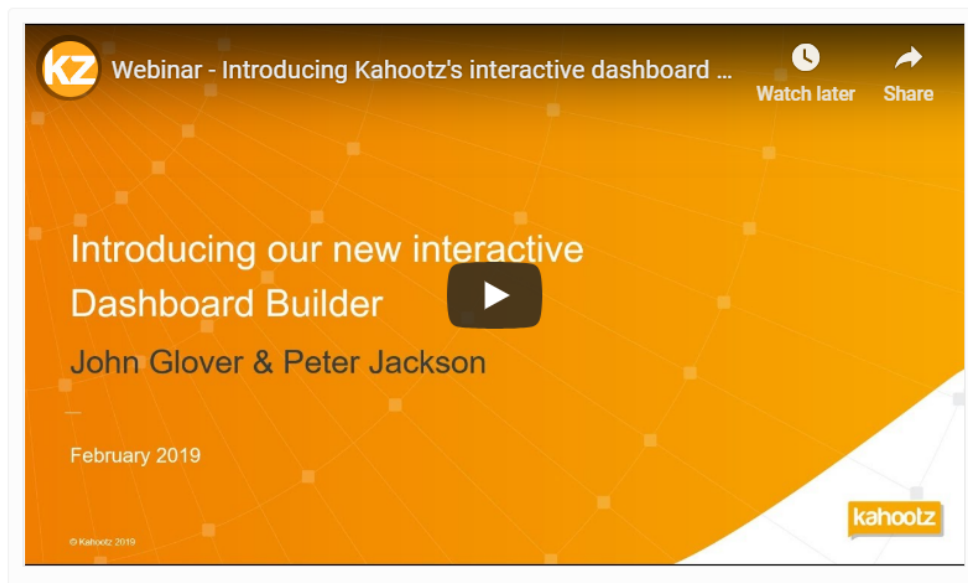 kz
Webinar - Introducing Kahootz's interactive dashboard ...
Watch later
Share
Introducing our new interactive
Dashboard Builder
John Glover & Peter Jackson
February 2019
kahootz
© Kahootz 2019